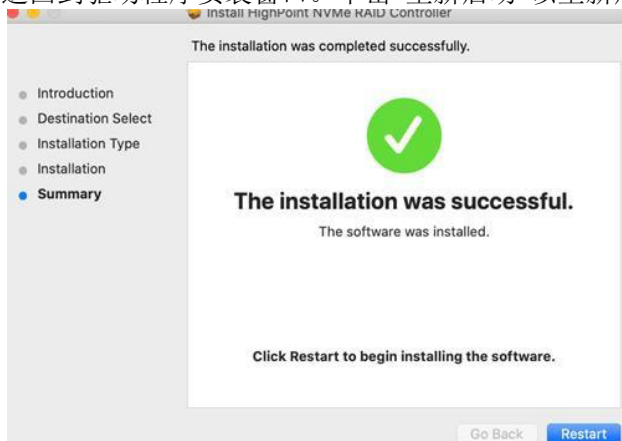 Install HighPoint NVMe RAID Controller
The installation was completed successfully.
Introduction
Destination Select
Installation Type
Installation
Summary
The installation was successful.
The software was installed.
Click Restart to begin installing the software.
Go Back
Restart